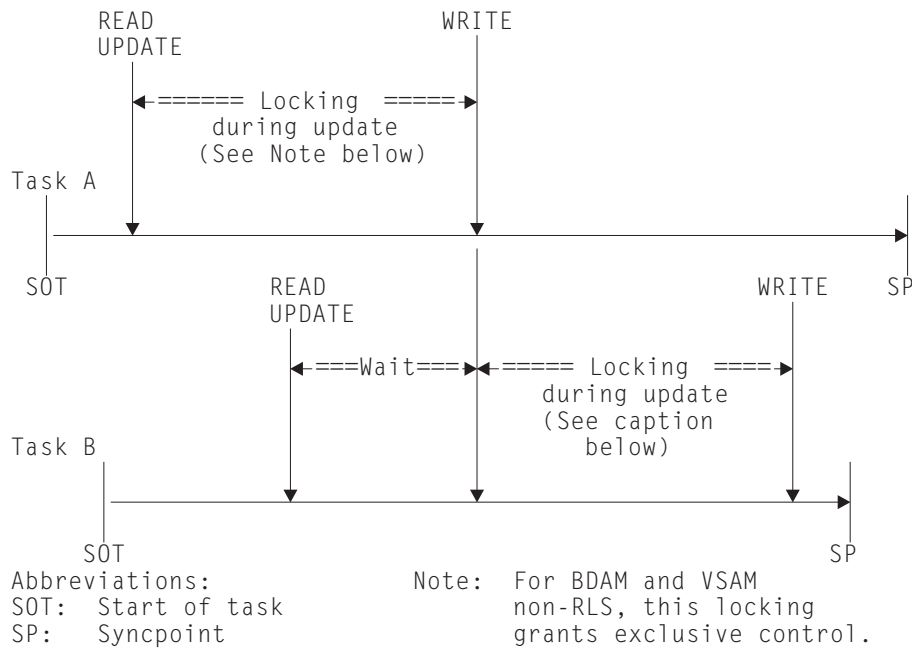 READ WRITE
UPDATE
====== Locking =====
during update
(See Note below)
Task A
SOT READ WRITE SP
UPDATE
===Wait=== ===== Locking ====
during update
(See caption
below)
Task B
SOT SP
Abbreviations: Note: For BDAM and VSAM
SOT: Start of task non-RLS, this locking
SP: Syncpoint grants exclusive control.